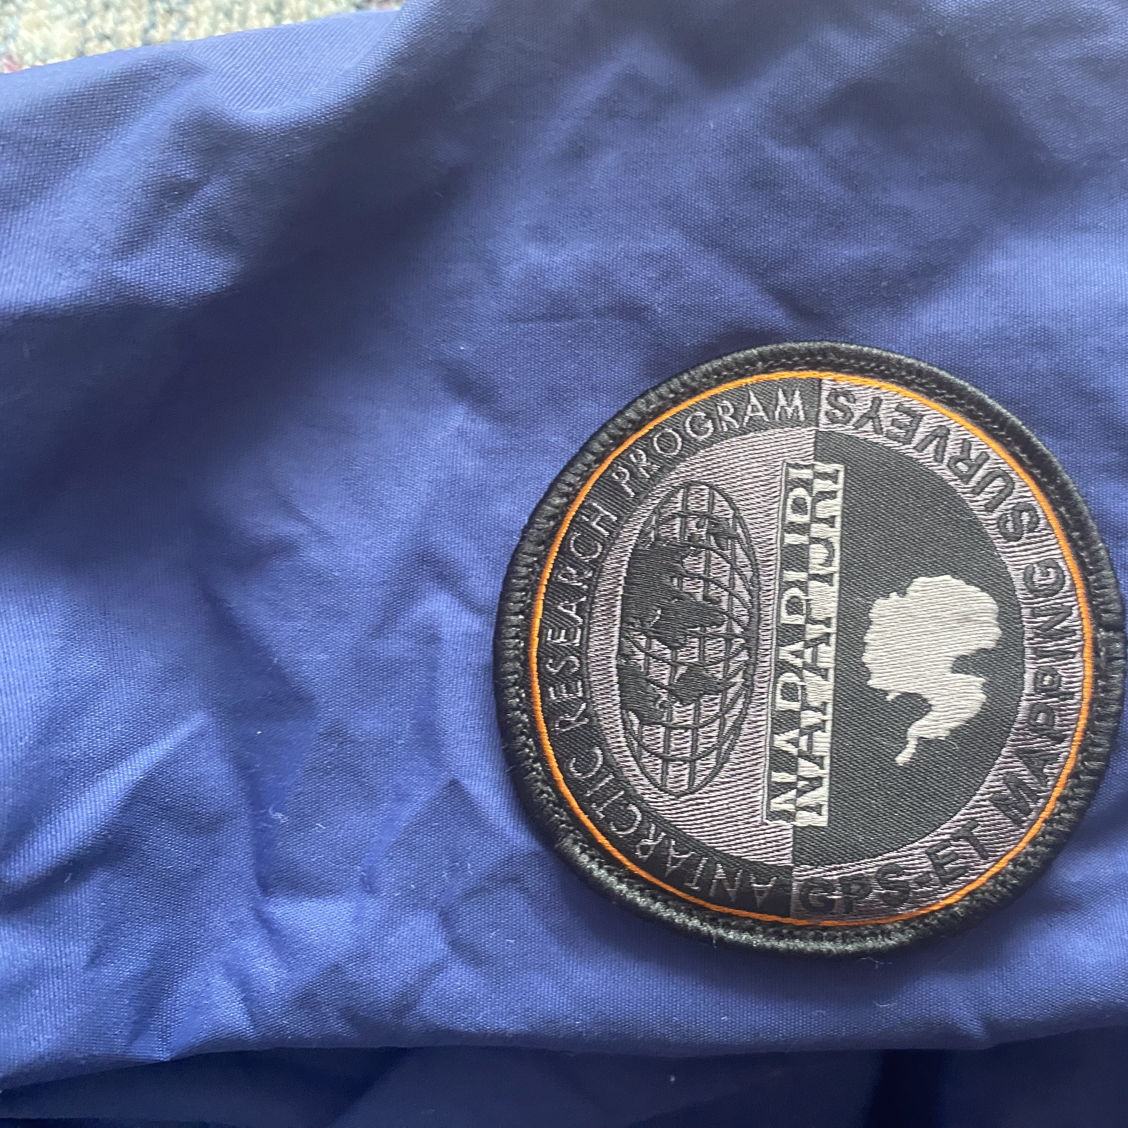 ANTARCTIC RESEARCH PROGRAM
NAPAPIJRI
NAPAPIJRI
GPS-ET MAPPING SURVEYS